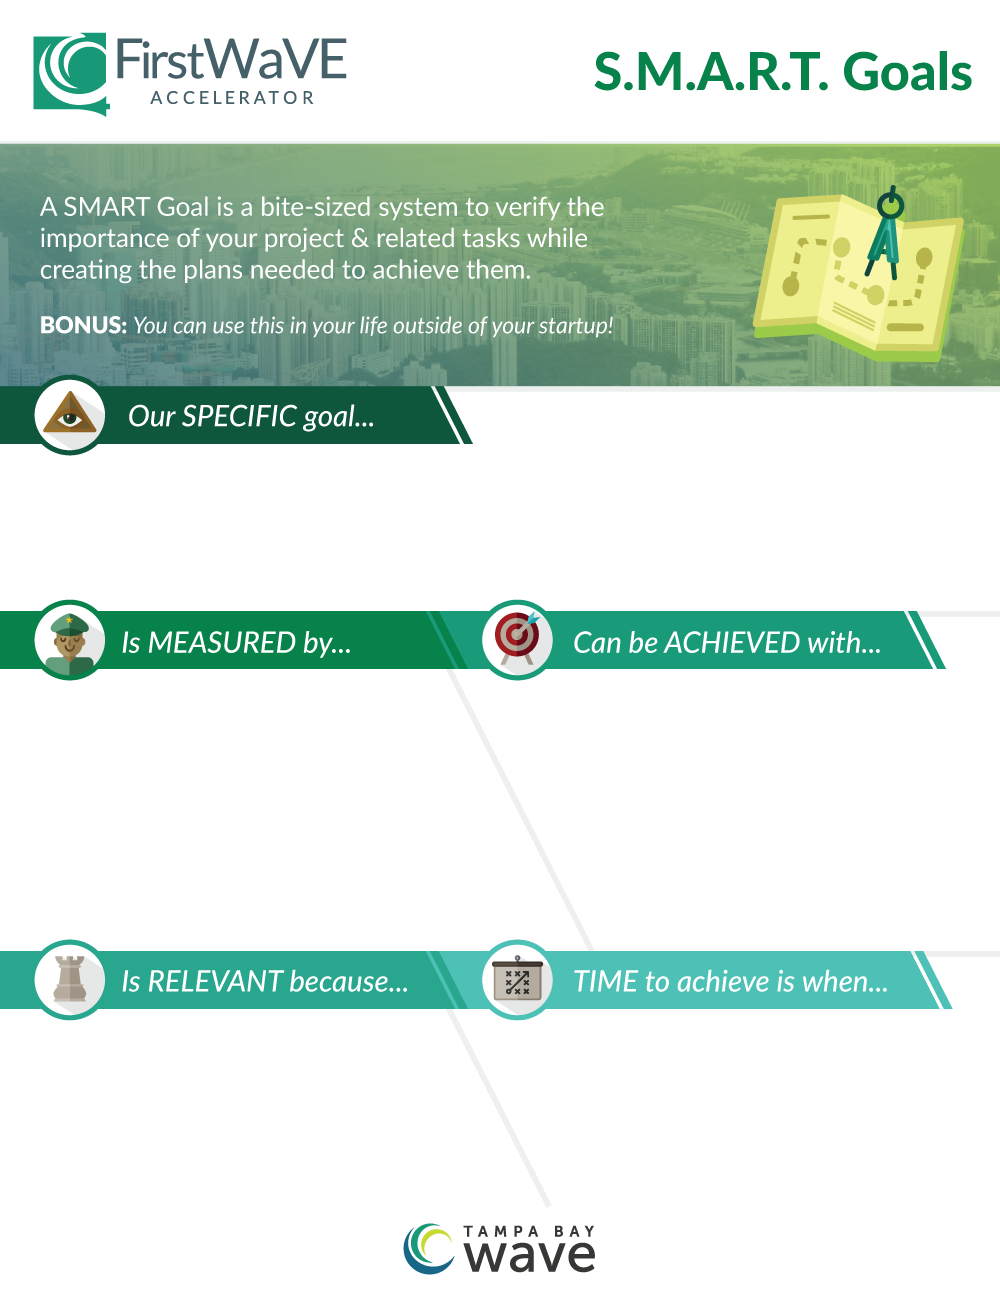 FirstWaVE
ACCELERATOR
S.M.A.R.T. Goals
A SMART Goal is a bite-sized system to verify the
importance of your project & related tasks while
creating the plans needed to achieve them.
BONUS: You can use this in your life outside of your startup!
Our SPECIFIC goal...
Is MEASURED by...
Can be ACHIEVED with...
Is RELEVANT because...
TIME to achieve is when...
TAMPA BAY
wave